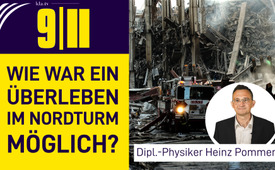 kla.tv
9|11
WIE WAR EIN
ÜBERLEBEN
IM NORDTURM
MÖGLICH?
Dipl.-Physiker Heinz Pommer